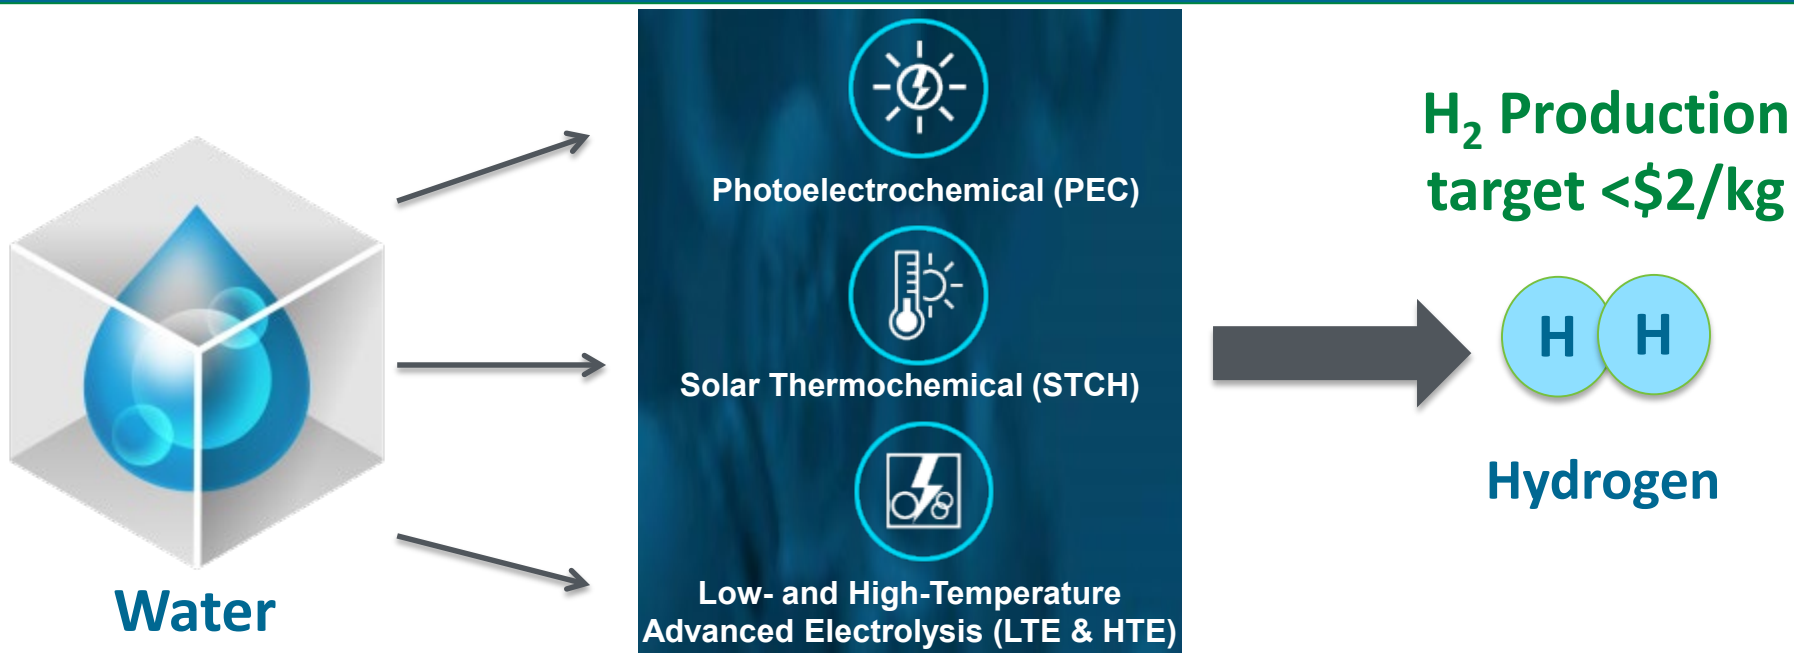 Water
Photoelectrochemical (PEC)
Solar Thermochemical (STCH)
Low- and High-Temperature
Advanced Electrolysis (LTE & HTE)
H₂ Production
target <$2/kg
H H
Hydrogen